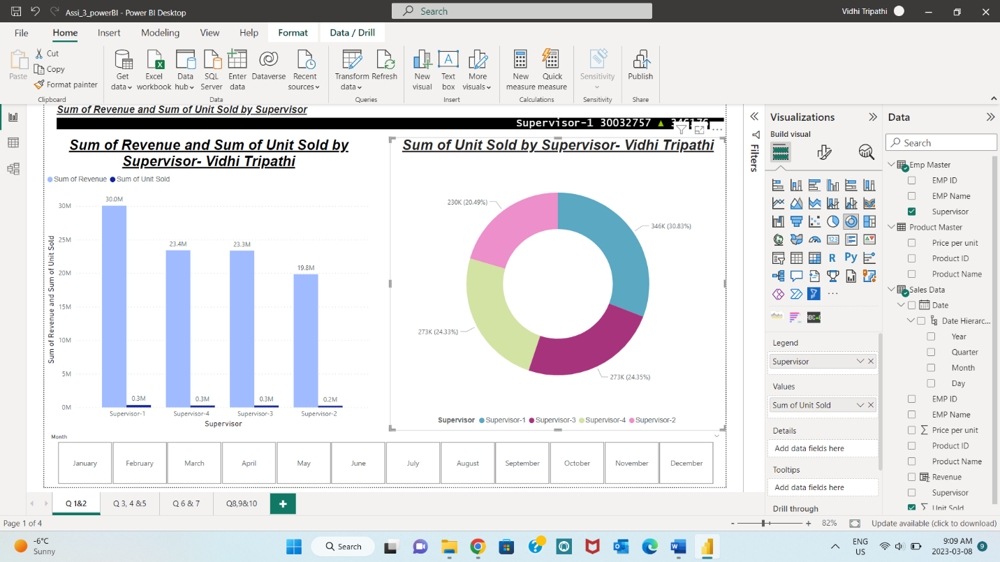 Assi_3_powerBI - Power BI Desktop
Search
Vidhi Tripathi
File Home Insert Modeling View Help Format Data / Drill
Paste
Cut
Copy
Format painter
Clipboard
Get data
Excel workbook
Data hub
SQL Server
Enter data
Dataverse
Recent sources
Data
Transform data
Refresh
Queries
New visual
Text box
More visuals
Insert
New measure
Quick measure
Calculations
Sensitivity
Sensitivity
Publish
Share
Sum of Revenue and Sum of Unit Sold by Supervisor
Supervisor-1 30032757 ▲ 346176
Sum of Revenue and Sum of Unit Sold by
Supervisor- Vidhi Tripathi
Sum of Revenue Sum of Unit Sold
Sum of Revenue and Sum of Unit Sold
30M
25M
20M
15M
10M
5M
0M
30.0M
23.4M
23.3M
19.8M
0.3M
0.3M
0.3M
0.2M
Supervisor-1 Supervisor-4 Supervisor-3 Supervisor-2
Supervisor
Sum of Unit Sold by Supervisor- Vidhi Tripathi
230K (20.49%)
346K (30.83%)
273K (24.33%)
273K (24.35%)
Supervisor Supervisor-1 Supervisor-3 Supervisor-4 Supervisor-2
Month
January February March April May June July August September October November December
Q 1&2 Q 3, 4 &5 Q 6 & 7 Q8,9&10 +
Page 1 of 4
- + 82%
Update available (click to download)
Filters
Visualizations
Build visual
123
R
Py
ABC
Legend
Supervisor
Values
Sum of Unit Sold
Details
Add data fields here
Tooltips
Add data fields here
Drill through
Data
Search
Emp Master
EMP ID
EMP Name
Supervisor
Product Master
Price per unit
Product ID
Product Name
Sales Data
Date
Date Hierarc...
Year
Quarter
Month
Day
EMP ID
EMP Name
Price per unit
Product ID
Product Name
Revenue
Supervisor
Unit Sold
-6°C
Sunny
Search
ENG
US
9:09 AM
2023-03-08
9